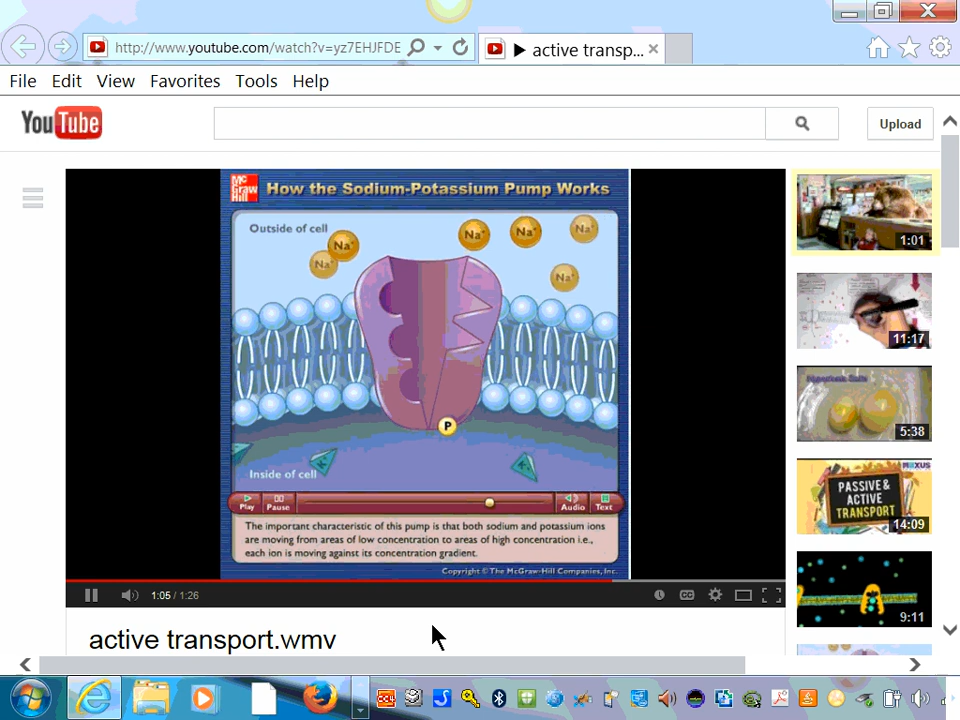 http://www.youtube.com/watch?v=yz7EHJFDE
▶ active transp...
File Edit View Favorites Tools Help
YouTube
Upload
Mc Graw Hill
How the Sodium-Potassium Pump Works
Outside of cell
Na+
Na+
Na+
Na+
Na+
Na+
P
K+
K+
Inside of cell
Play
Pause
Audio
Text
The important characteristic of this pump is that both sodium and potassium ions
are moving from areas of low concentration to areas of high concentration i.e.,
each ion is moving against its concentration gradient.
Copyright © The McGraw-Hill Companies, Inc.
1:05 / 1:26
CC
active transport.wmv
1:01
11:17
5:38
PASSIVE &
ACTIVE
TRANSPORT
14:09
9:11
CCU